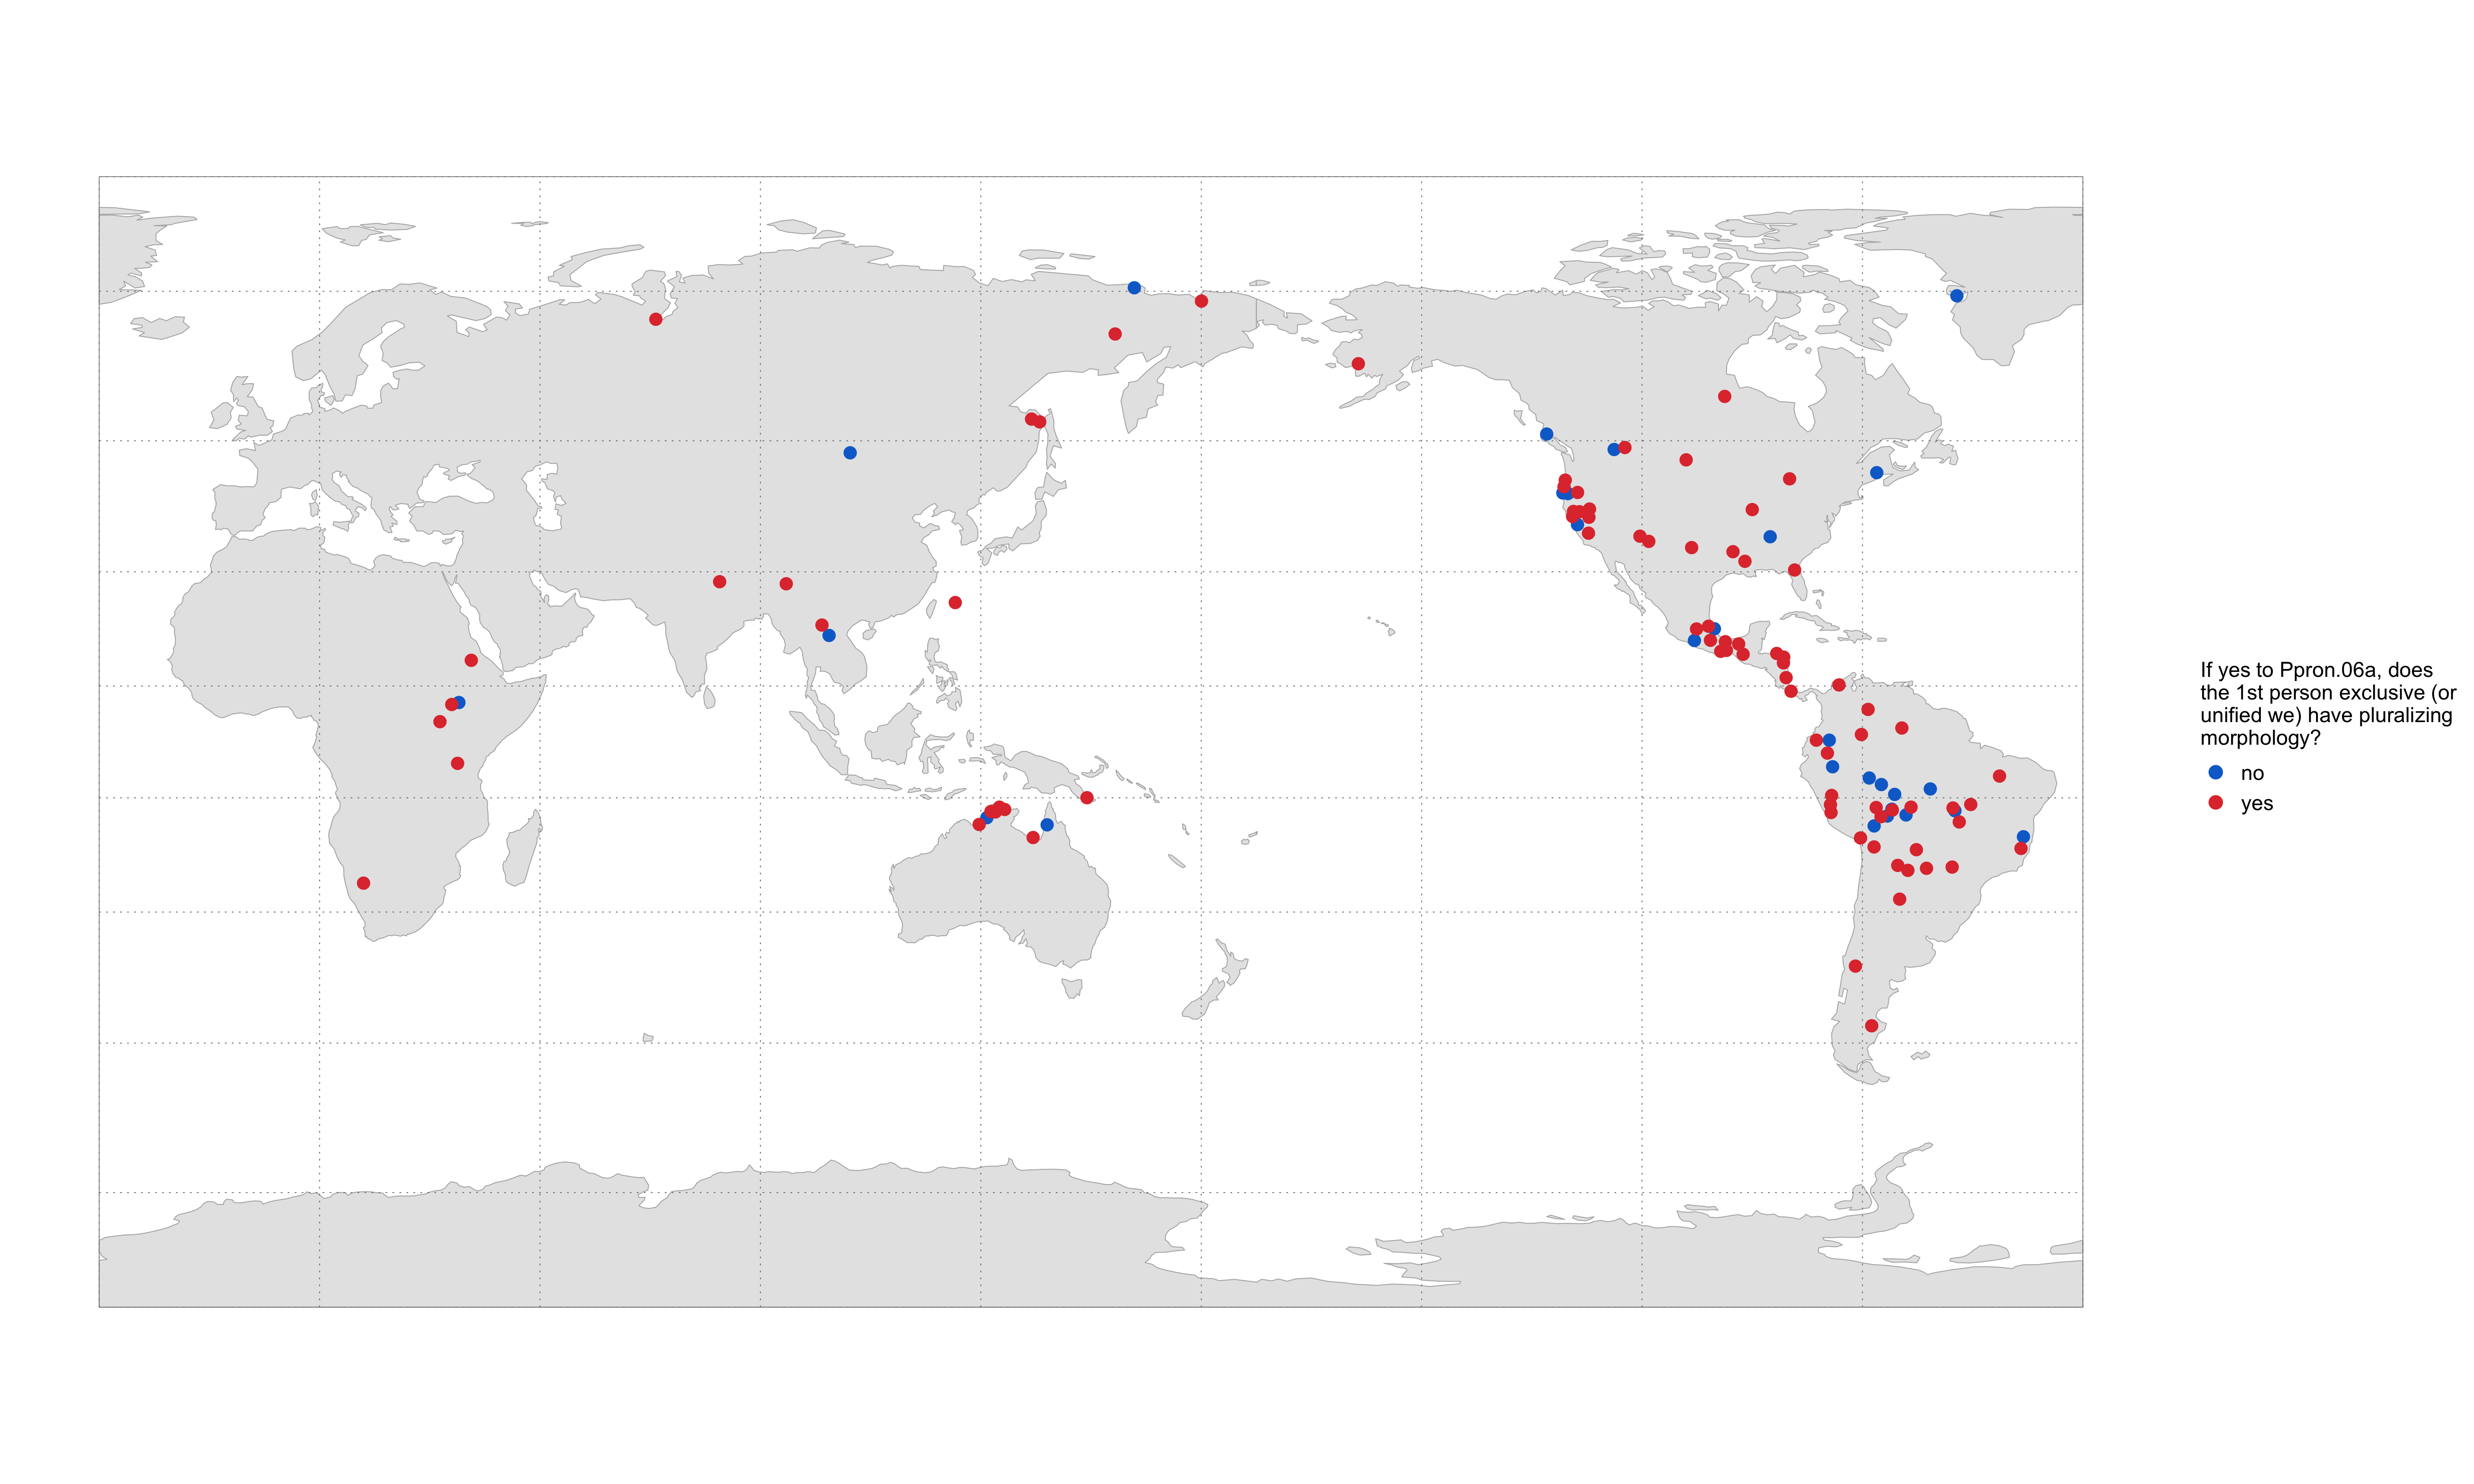 If yes to Ppron.06a, does
the 1st person exclusive (or
unified we) have pluralizing
morphology?
no
yes